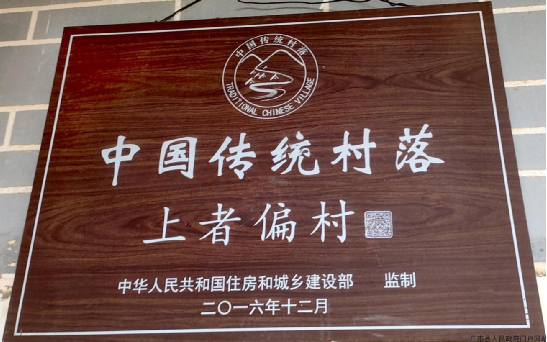 中国传统村落
TRADITIONAL CHINESE VILLAGE
中国传统村落
上者偏村
中华人民共和国住房和城乡建设部 监制
二〇一六年十二月